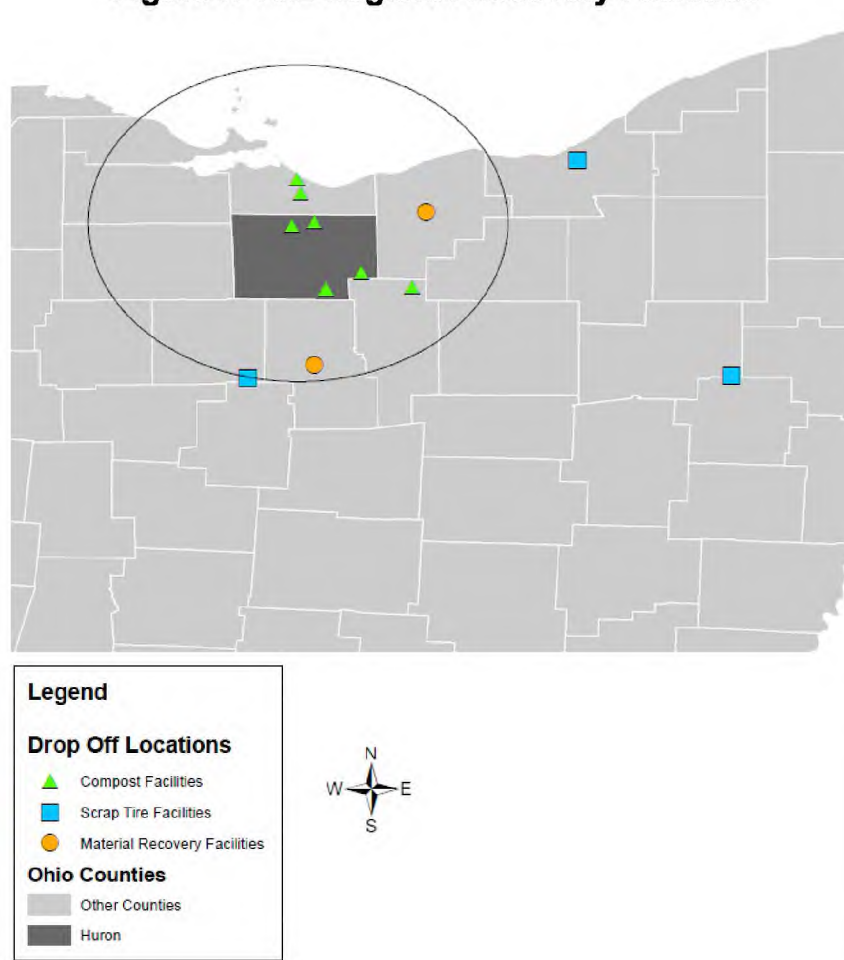 Legend
Drop Off Locations
Compost Facilities
Scrap Tire Facilities
Material Recovery Facilities
Ohio Counties
Other Counties
Huron
N
W E
S